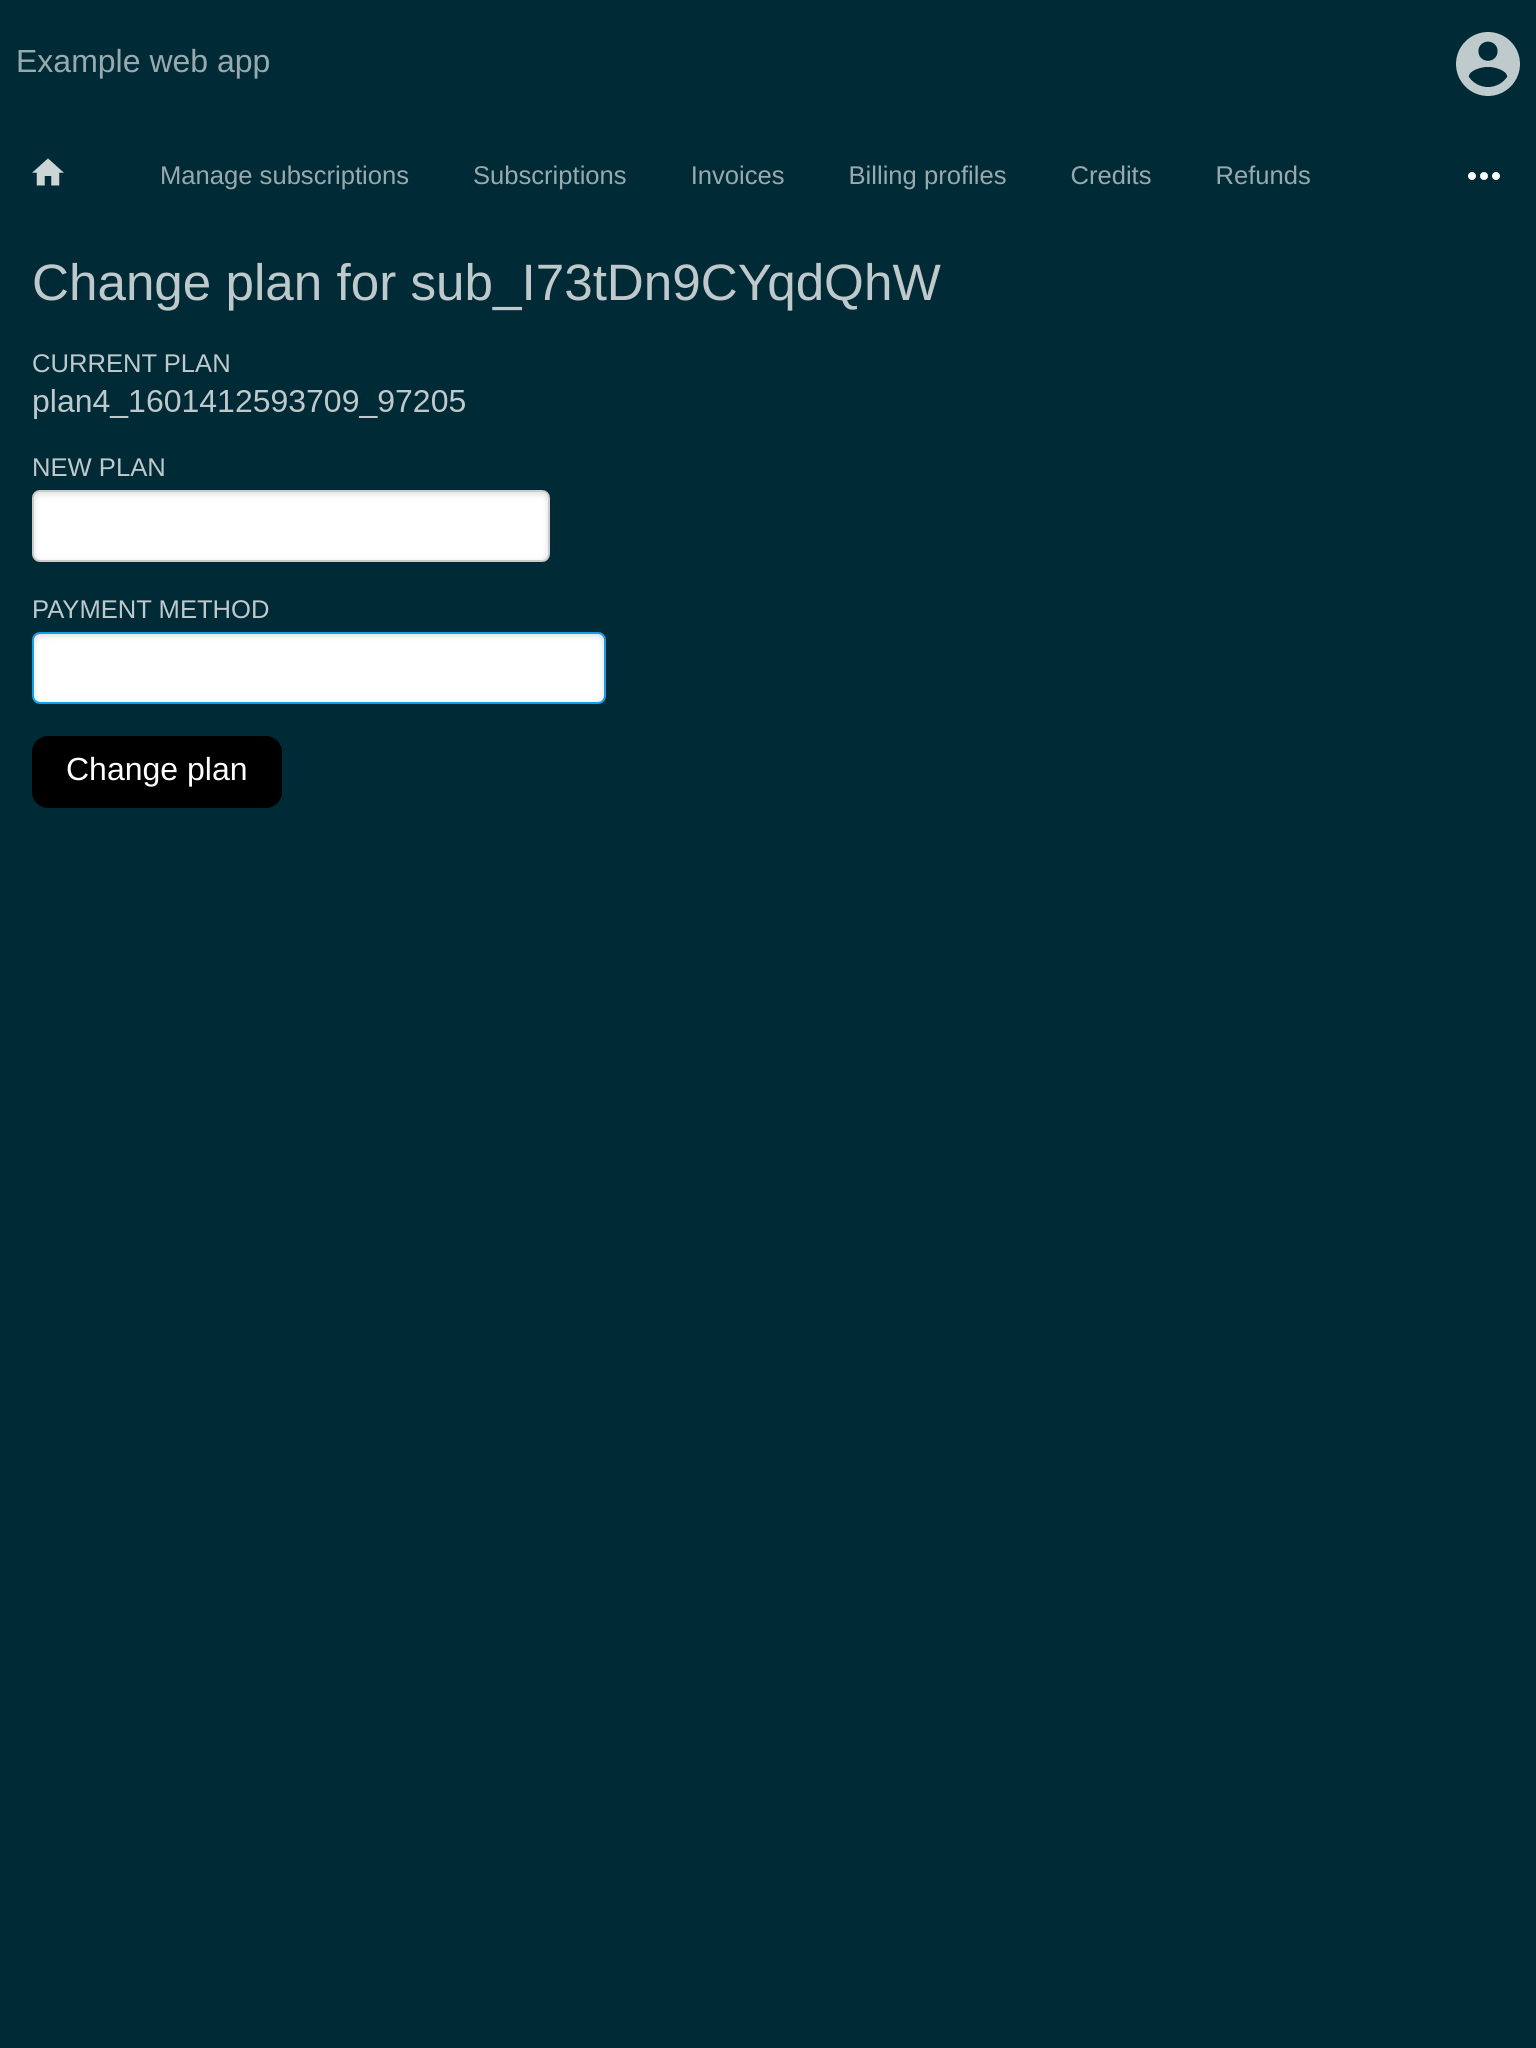 Example web app
Manage subscriptions Subscriptions Invoices Billing profiles Credits Refunds
Change plan for sub_I73tDn9CYqdQhW
CURRENT PLAN
plan4_1601412593709_97205
NEW PLAN
PAYMENT METHOD
Change plan